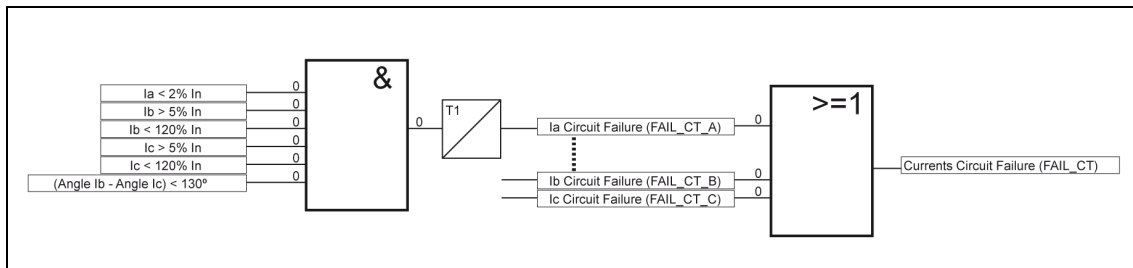 &
Ia < 2% In
0
Ib > 5% In
0
Ib < 120% In
0
Ic > 5% In
0
Ic < 120% In
0
(Angle Ib - Angle Ic) < 130º
0
0
T1
>=1
Ia Circuit Failure (FAIL_CT_A)
0
Ib Circuit Failure (FAIL_CT_B)
0
Ic Circuit Failure (FAIL_CT_C)
0
Currents Circuit Failure (FAIL_CT)